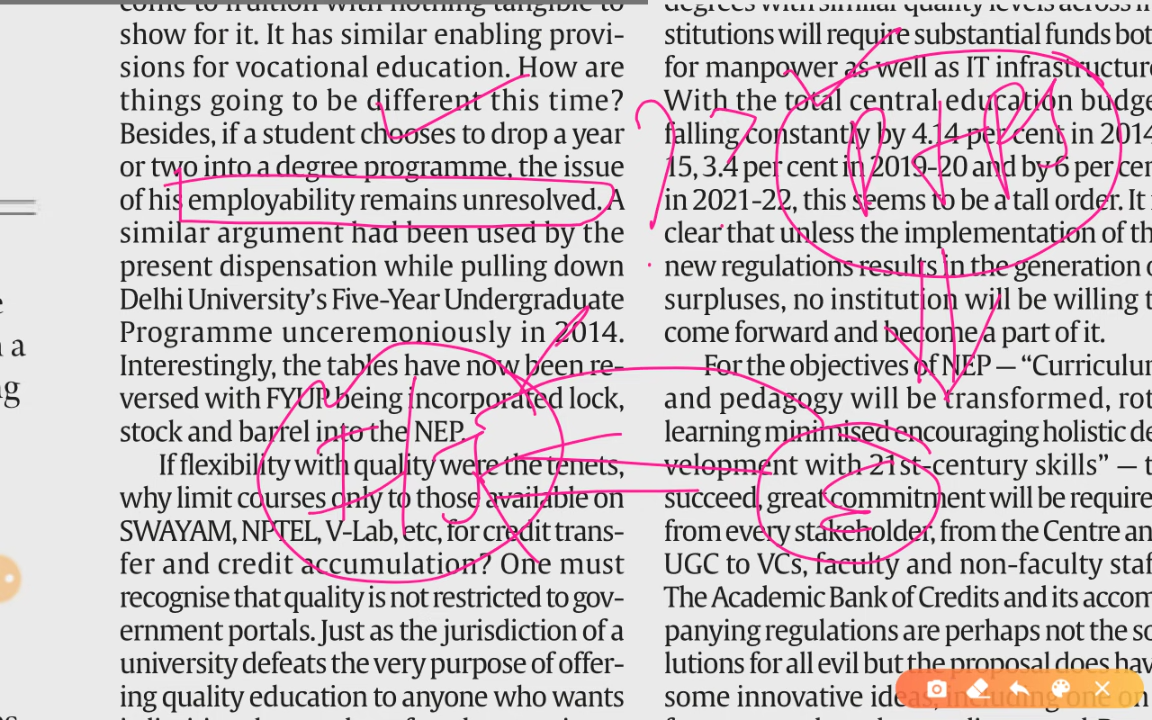 come to fruition with nothing tangible to
show for it. It has similar enabling provi-
sions for vocational education. How are
things going to be different this time?
Besides, if a student chooses to drop a year
or two into a degree programme, the issue
of his employability remains unresolved. A
similar argument had been used by the
present dispensation while pulling down
Delhi University's Five-Year Undergraduate
Programme unceremoniously in 2014.
Interestingly, the tables have now been re-
versed with FYUP being incorporated lock,
stock and barrel into the NEP.
If flexibility with quality were the tenets,
why limit courses only to those available on
SWAYAM, NPTEL, V-Lab, etc, for credit trans-
fer and credit accumulation? One must
recognise that quality is not restricted to gov-
ernment portals. Just as the jurisdiction of a
university defeats the very purpose of offer-
ing quality education to anyone who wants
degrees with similar quality levels across in
stitutions will require substantial funds bot
for manpower as well as IT infrastructure
With the total central education budge
falling constantly by 4.14 per cent in 2014
15, 3.4 per cent in 2019-20 and by 6 per cen
in 2021-22, this seems to be a tall order. It i
clear that unless the implementation of th
new regulations results in the generation o
surpluses, no institution will be willing t
come forward and become a part of it.
For the objectives of NEP — “Curriculum
and pedagogy will be transformed, rot
learning minimised encouraging holistic de
velopment with 21st-century skills” — t
succeed, great commitment will be require
from every stakeholder, from the Centre an
UGC to VCs, faculty and non-faculty staf
The Academic Bank of Credits and its accom
panying regulations are perhaps not the so
lutions for all evil but the proposal does hav
some innovative ideas, including one on